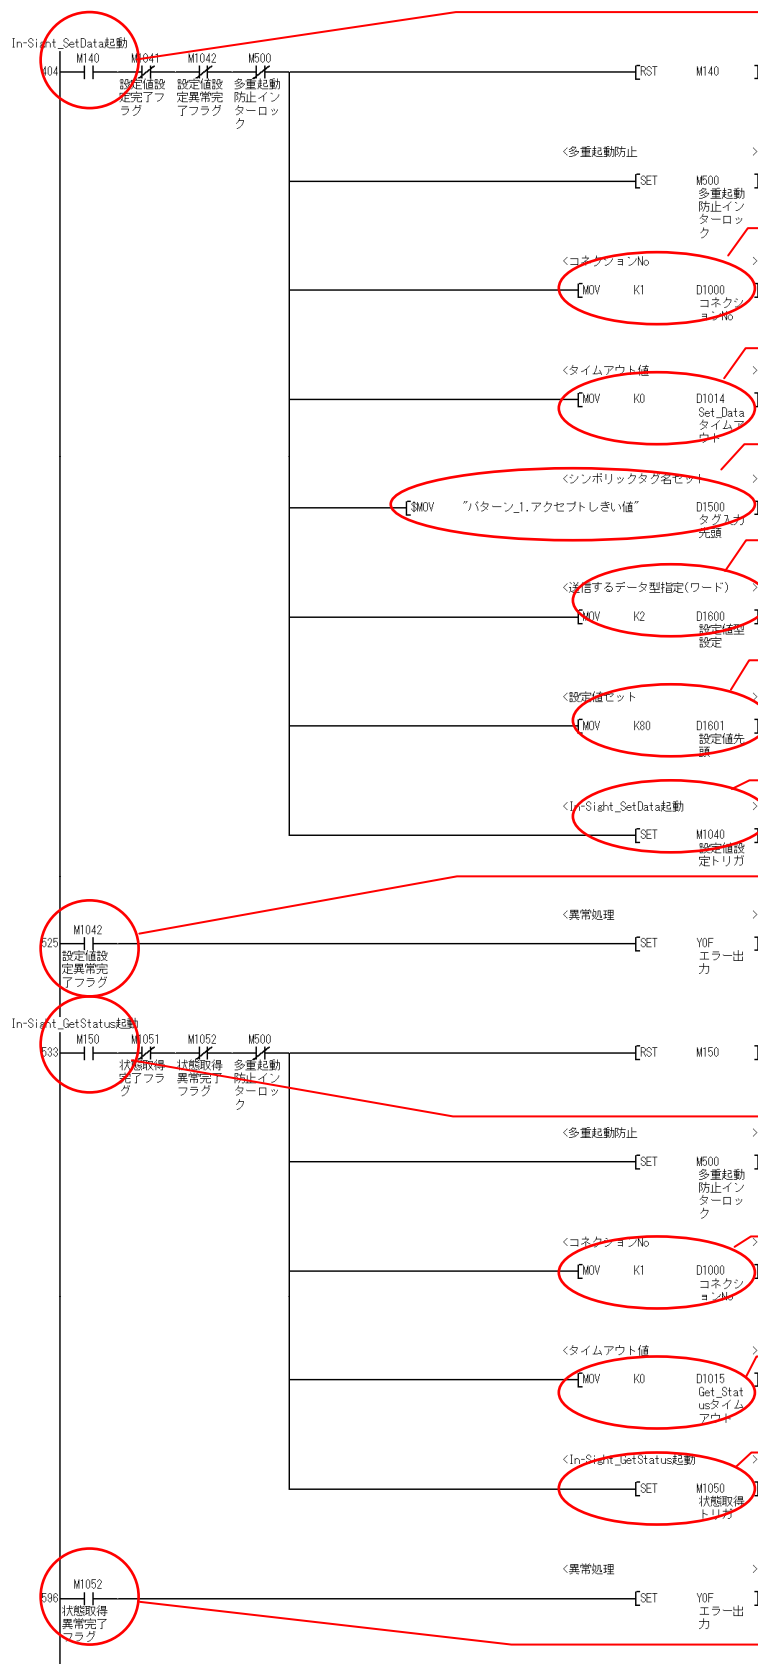 In-Sight_SetData起動
M140 M1041 M1042 M500
404
設定値設
定完了フ
ラグ
設定値設
定異常完
了フラグ
多重起動
防止イン
ターロッ
ク
[RST M140 ]
<多重起動防止 >
[SET M500 ]
多重起動
防止イン
ターロッ
ク
<コネクションNo >
[MOV K1 D1000 ]
コネクシ
ョンNo
<タイムアウト値 >
[MOV K0 D1014 ]
Set_Data
タイムア
ウト
<シンボリックタグ名セット >
[$MOV "パターン_1.アクセプトしきい値" D1500 ]
タグ入力
先頭
<送信するデータ型指定(ワード) >
[MOV K2 D1600 ]
設定値型
設定
<設定値セット >
[MOV K80 D1601 ]
設定値先
頭
<In-Sight_SetData起動 >
[SET M1040 ]
設定値設
定トリガ
<異常処理 >
M1042
525
設定値設
定異常完
了フラグ
[SET Y0F ]
エラー出
力
In-Sight_GetStatus起動
M150 M1051 M1052 M500
533
状態取得
完了フラ
グ
状態取得
異常完了
フラグ
多重起動
防止イン
ターロッ
ク
[RST M150 ]
<多重起動防止 >
[SET M500 ]
多重起動
防止イン
ターロッ
ク
<コネクションNo >
[MOV K1 D1000 ]
コネクシ
ョンNo
<タイムアウト値 >
[MOV K0 D1015 ]
Get_Stat
usタイム
アウト
<In-Sight_GetStatus起動 >
[SET M1050 ]
状態取得
トリガ
<異常処理 >
M1052
596
状態取得
異常完了
フラグ
[SET Y0F ]
エラー出
力